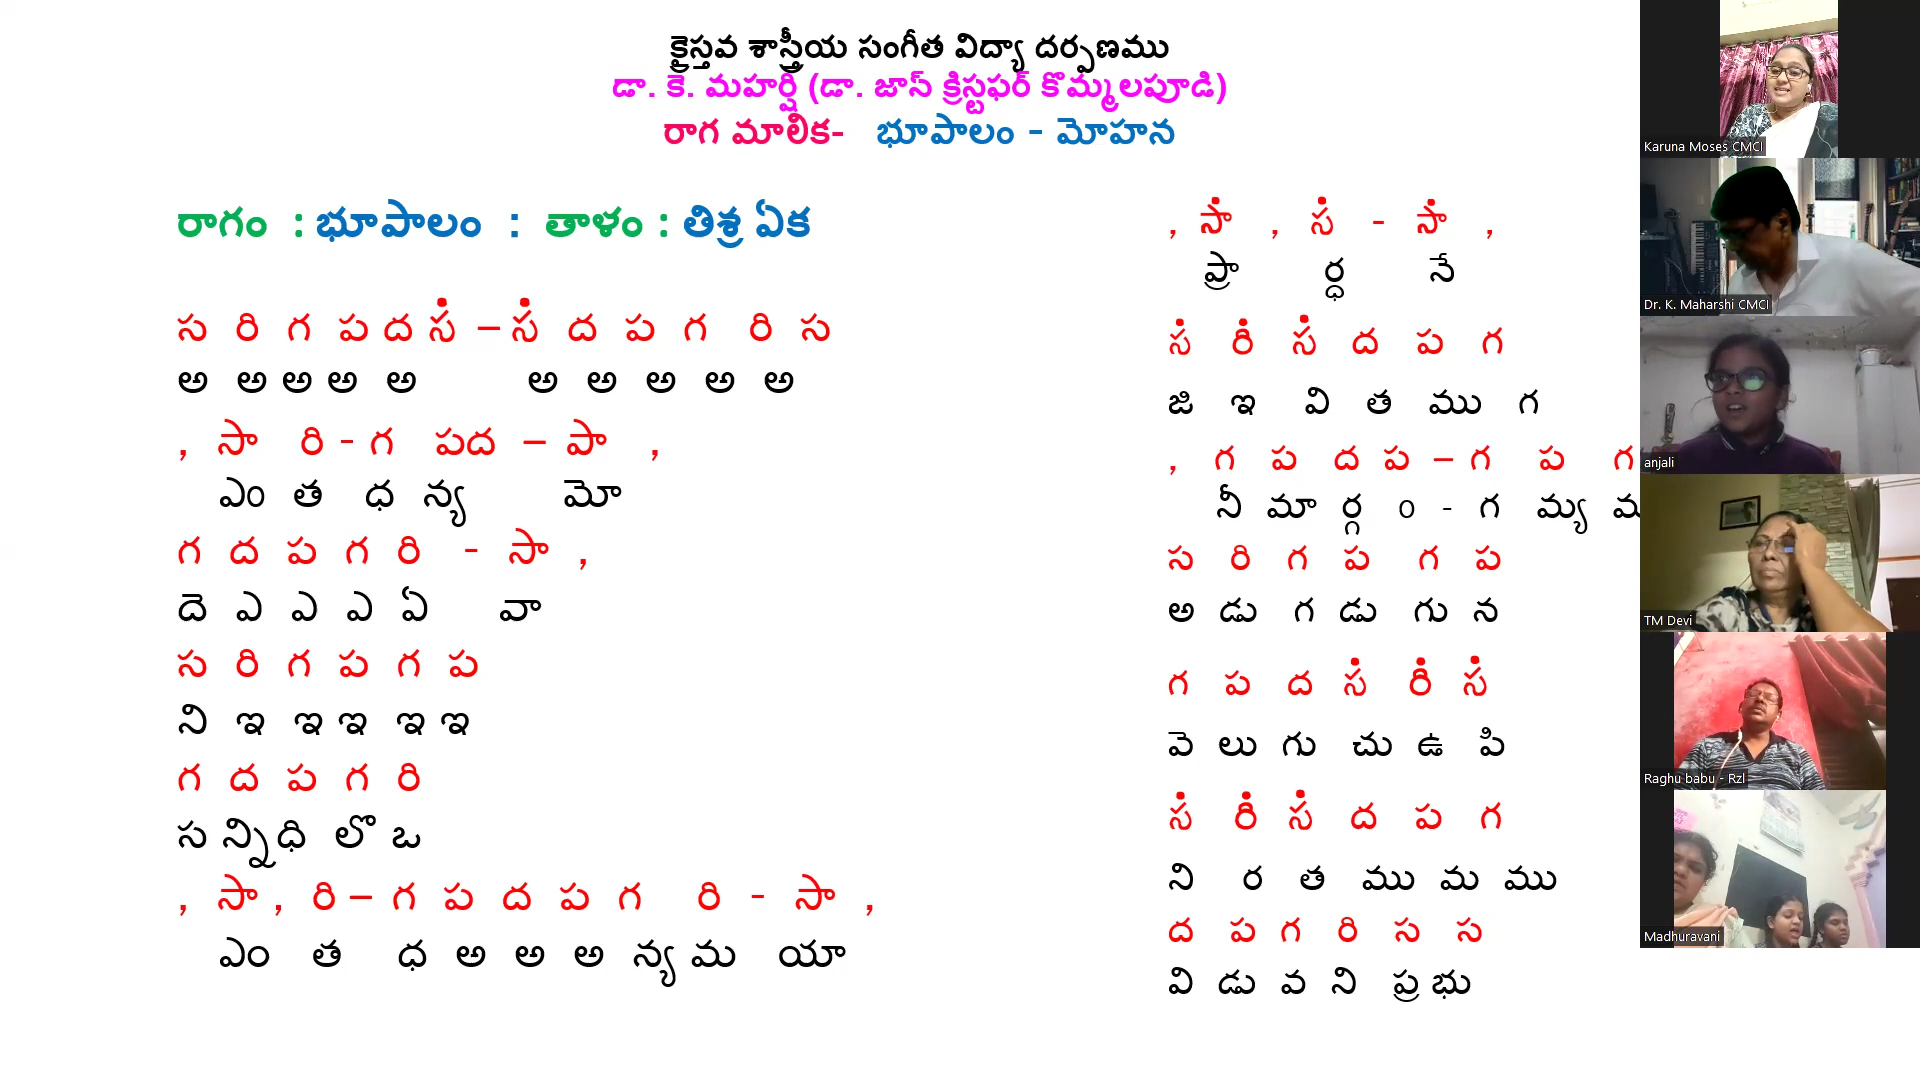 క్రైస్తవ శాస్త్రీయ సంగీత విద్యా దర్పణము
డా. కె. మహర్షి (డా. జాస్ క్రిస్టఫర్ కొమ్మలపూడి)
రాగ మాలిక- భూపాలం - మోహన
రాగం : భూపాలం : తాళం : తిశ్ర ఏక
స రి గ ప ద సం – సం ద ప గ రి స
అ అ అ అ అ అ అ అ అ అ
, సా రి - గ పద – పా ,
ఎం త ధ న్య మో
గ ద ప గ రి - సా ,
దె ఎ ఎ ఎ ఏ వా
స రి గ ప గ ప
ని ఇ ఇ ఇ ఇ ఇ
గ ద ప గ రి
స న్ని ధి లొ ఒ
, సా , రి – గ ప ద ప గ రి - సా ,
ఎం త ధ అ అ అ న్య మ యా
, సా , స - సా ,
ప్రా ర్ధ నే
స రి స ద ప గ
జి ఇ వి త ము గ
, గ ప ద ప – గ ప గ
నీ మా ర్గ ం - గ మ్య
స రి గ ప గ ప
అ డు గ డు గు న
గ ప ద స రి స
వె లు గు చు ఉ పి
స రి స ద ప గ
ని ర త ము మ ము
ద ప గ రి స స
వి డు వ ని ప్ర భు
Karuna Moses CMCI
Dr. K. Maharshi CMCI
anjali
TM Devi
Raghu babu - Rzl
Madhuravani